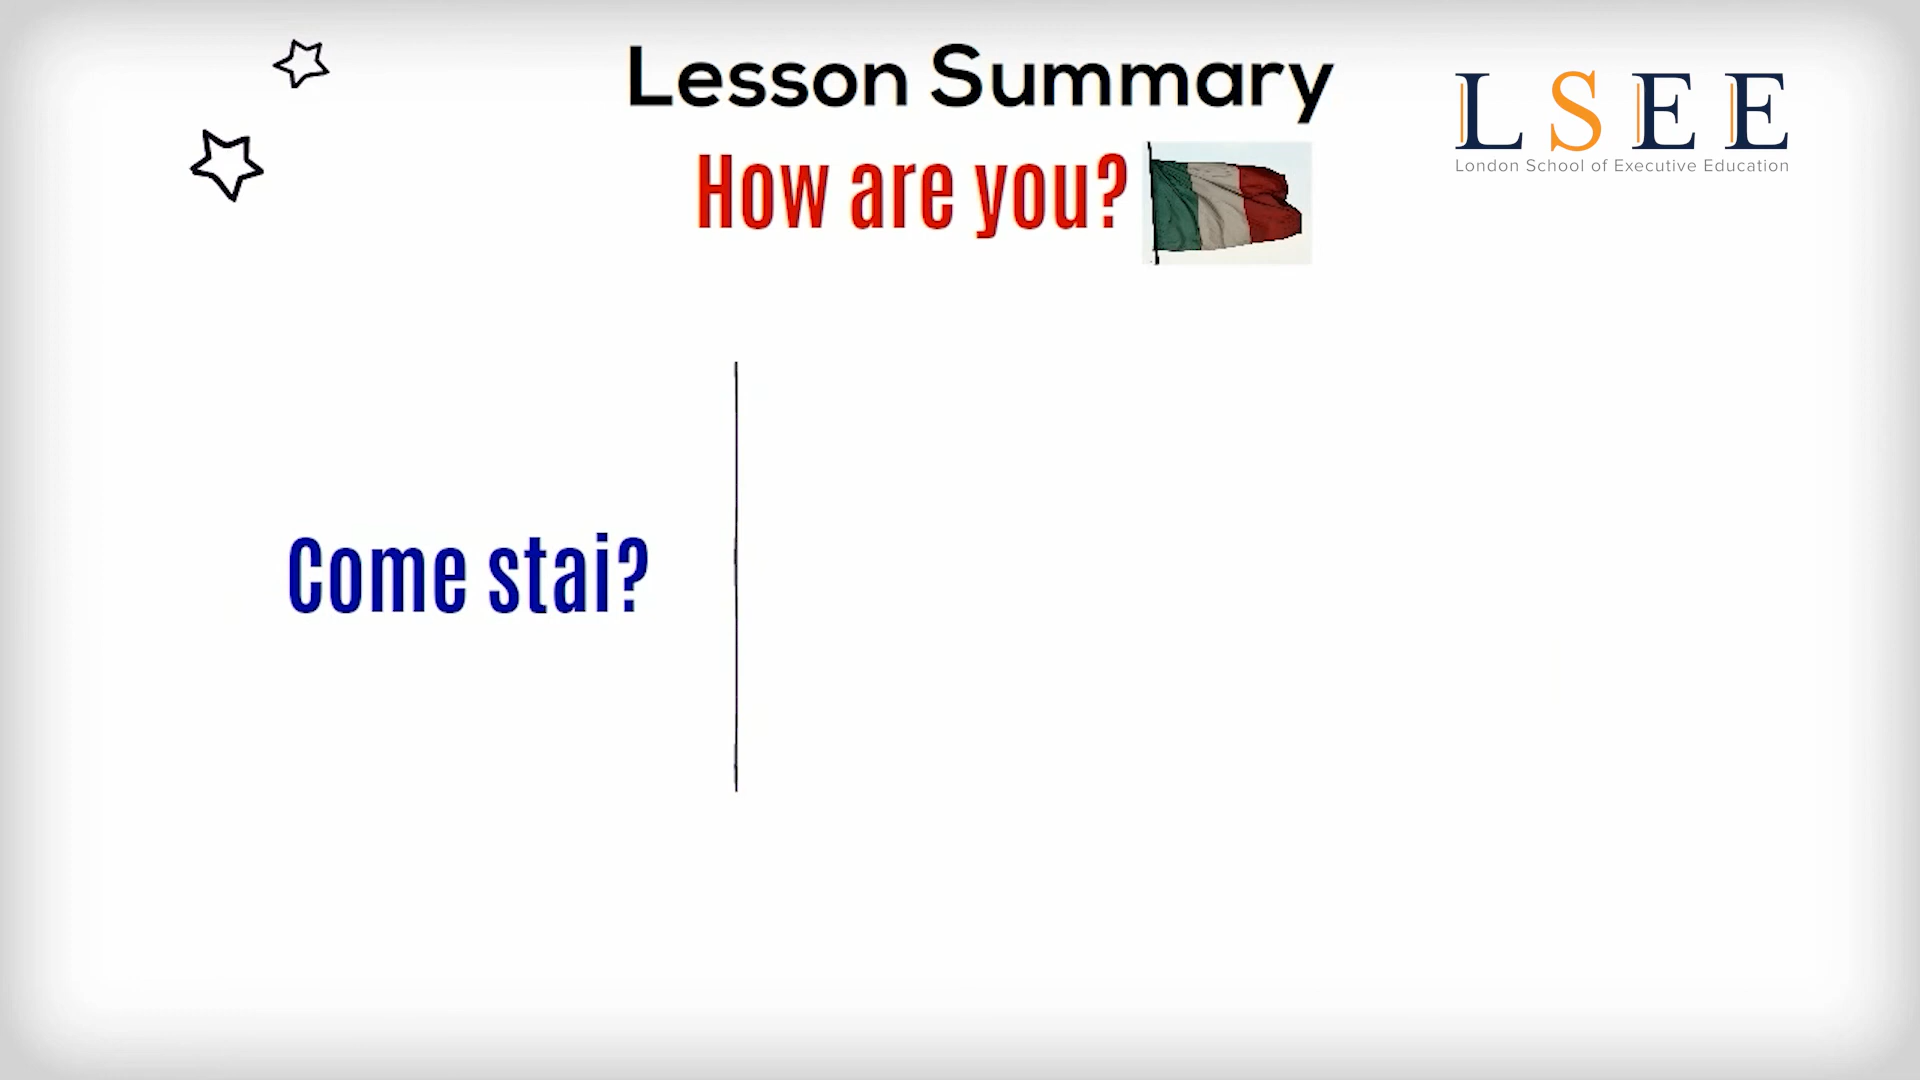 Lesson Summary
How are you?
LSEE
London School of Executive Education
Come stai?